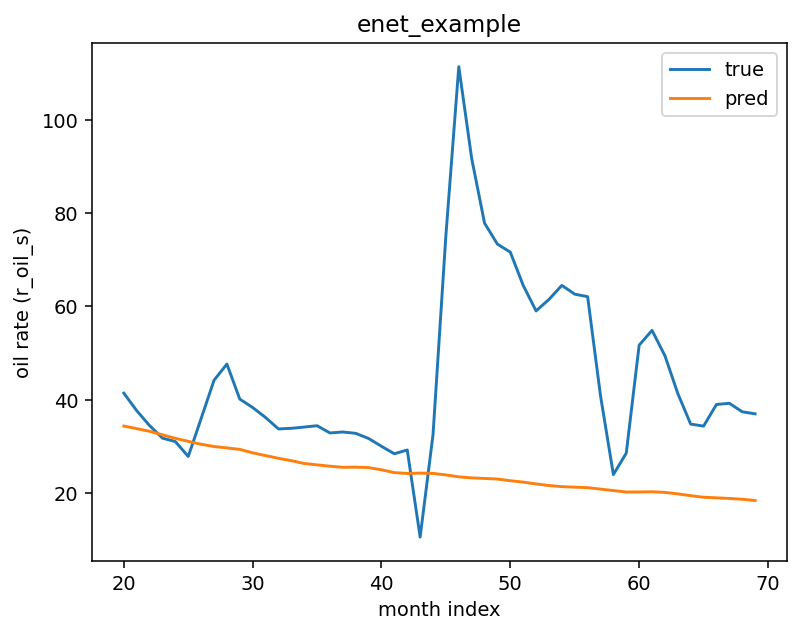 enet_example
true
pred
100
80
60
40
20
oil rate (r_oil_s)
20 30 40 50 60 70
month index